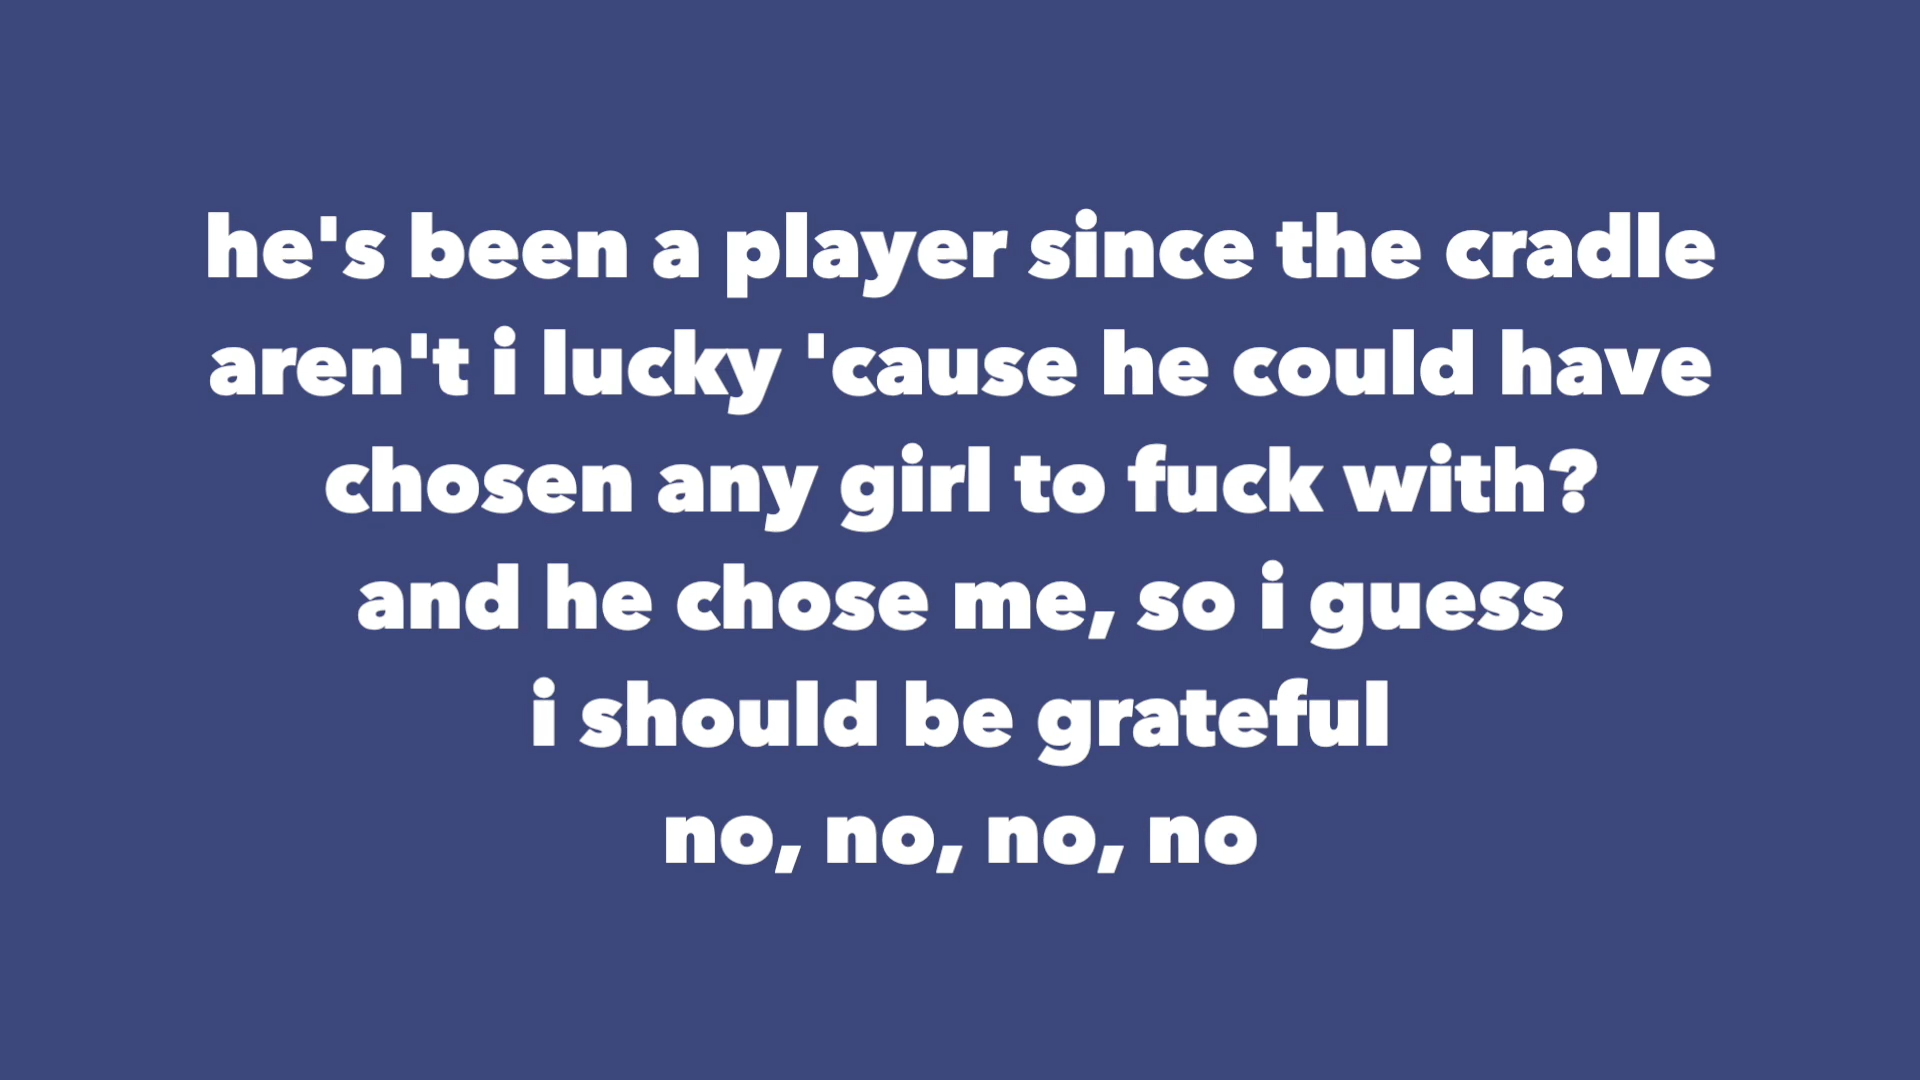 he's been a player since the cradle
aren't i lucky 'cause he could have
chosen any girl to fuck with?
and he chose me, so i guess
i should be grateful
no, no, no, no